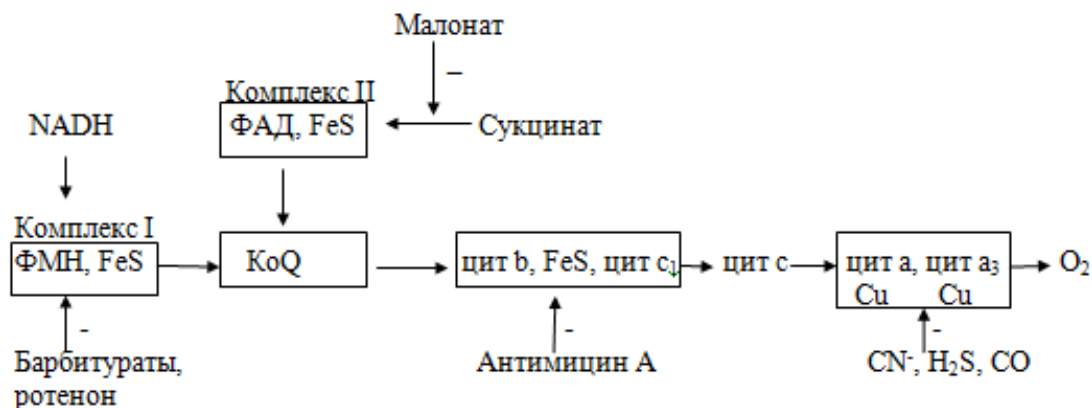 Малонат
–
Комплекс II
NADH
ФАД, FeS
Сукцинат
Комплекс I
ФМН, FeS
KoQ
цит b, FeS, цит c₁
цит c
цит a, цит a₃
Cu Cu
O₂
-
-
-
Барбитураты,
ротенон
Антимицин А
CN⁻, H₂S, CO